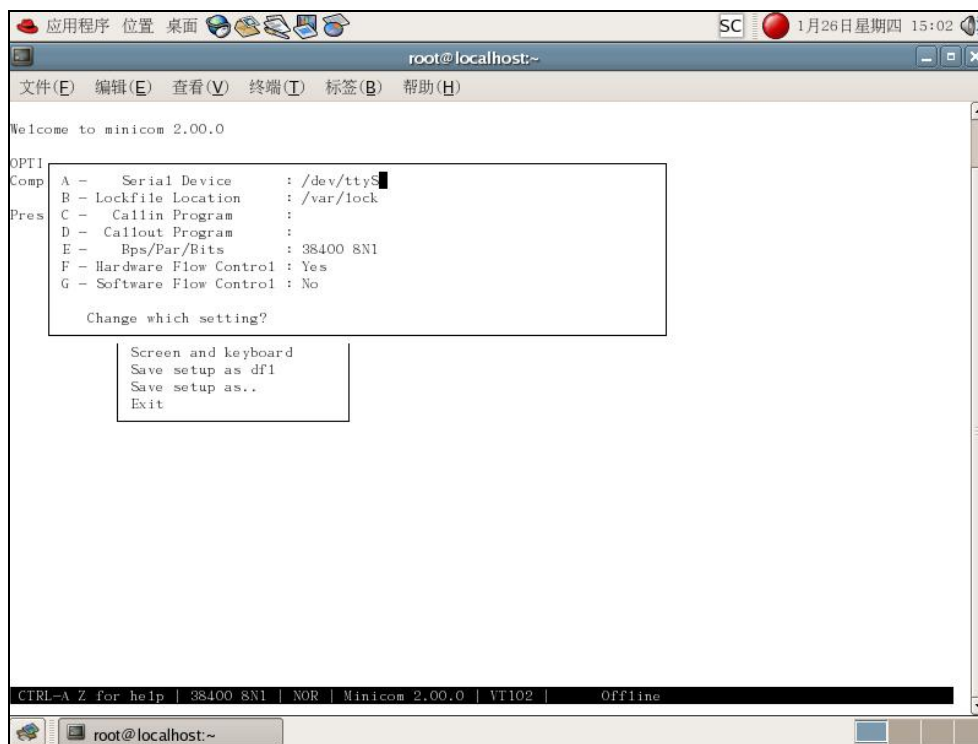 应用程序 位置 桌面 SC 1月26日星期四 15:02
root@localhost:~
文件(F) 编辑(E) 查看(V) 终端(T) 标签(B) 帮助(H)
Welcome to minicom 2.00.0
OPTI
Comp A - Serial Device : /dev/ttyS
B - Lockfile Location : /var/lock
Pres C - Callin Program :
D - Callout Program :
E - Bps/Par/Bits : 38400 8N1
F - Hardware Flow Control : Yes
G - Software Flow Control : No
Change which setting?
Screen and keyboard
Save setup as dfl
Save setup as..
Exit
CTRL-A Z for help | 38400 8N1 | NOR | Minicom 2.00.0 | VT102 | Offline
root@localhost:~